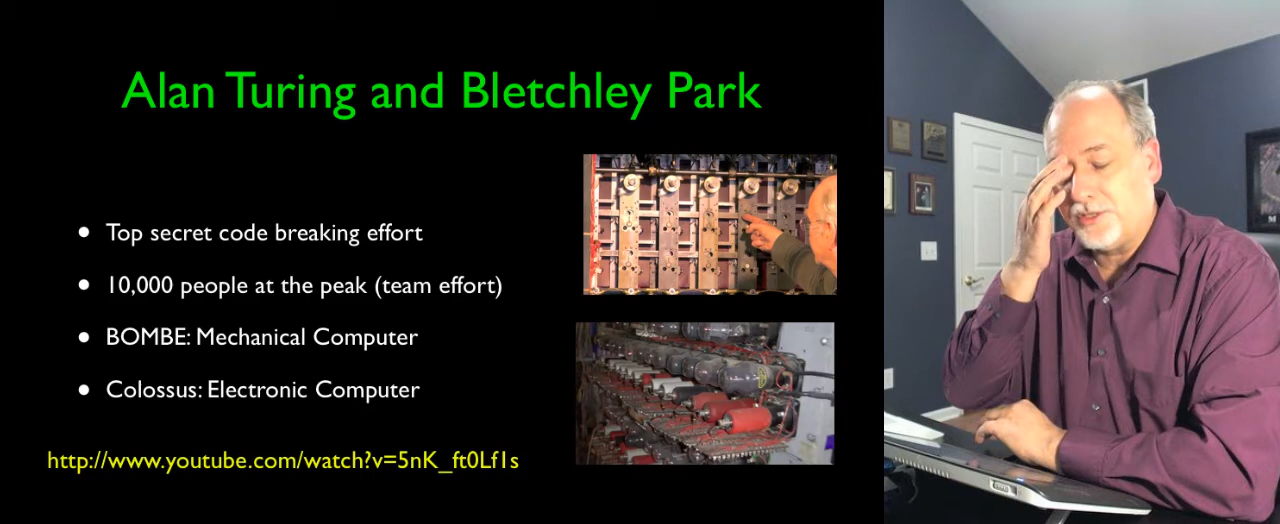 Alan Turing and Bletchley Park
Top secret code breaking effort
10,000 people at the peak (team effort)
BOMBE: Mechanical Computer
Colossus: Electronic Computer
http://www.youtube.com/watch?v=5nK_ft0Lf1s